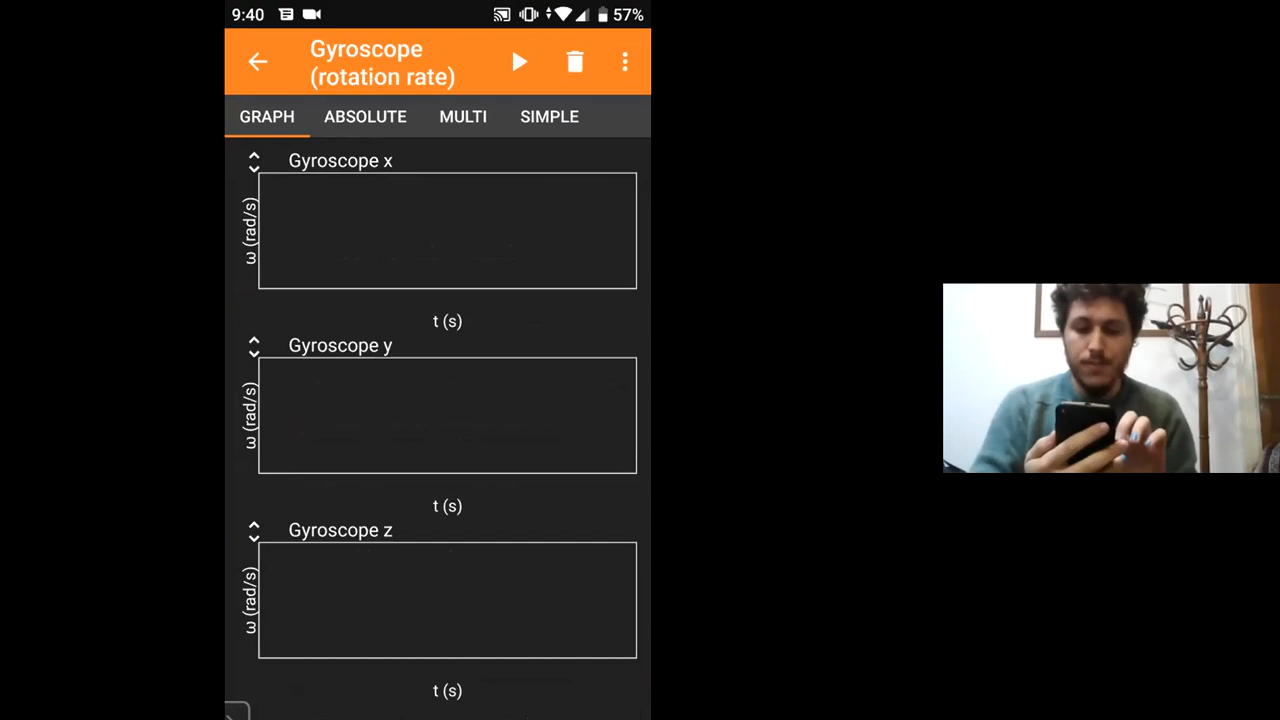 9:40
57%
Gyroscope
(rotation rate)
GRAPH ABSOLUTE MULTI SIMPLE
Gyroscope x
ω (rad/s)
t (s)
Gyroscope y
ω (rad/s)
t (s)
Gyroscope z
ω (rad/s)
t (s)